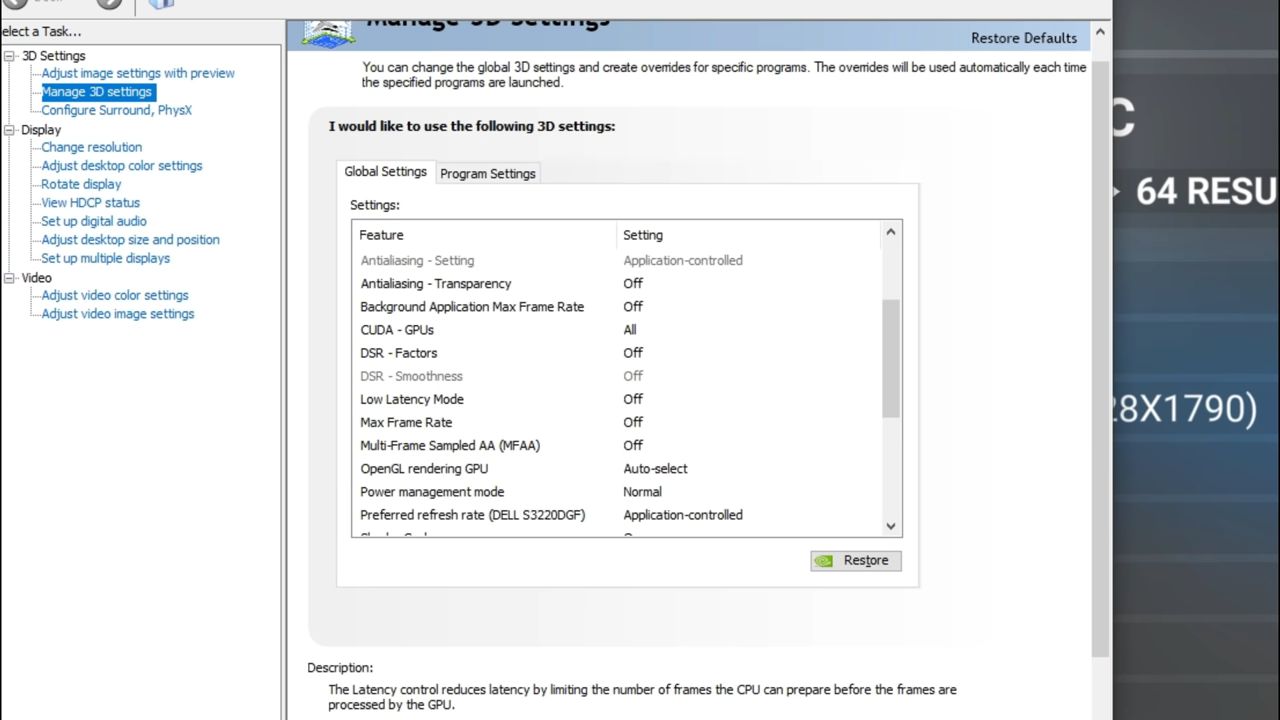 Manage 3D Settings
Restore Defaults
elect a Task...
3D Settings
Adjust image settings with preview
Manage 3D settings
Configure Surround, PhysX
Display
Change resolution
Adjust desktop color settings
Rotate display
View HDCP status
Set up digital audio
Adjust desktop size and position
Set up multiple displays
Video
Adjust video color settings
Adjust video image settings
You can change the global 3D settings and create overrides for specific programs. The overrides will be used automatically each time
the specified programs are launched.
I would like to use the following 3D settings:
Global Settings
Program Settings
Settings:
Feature Setting
Antialiasing - Setting Application-controlled
Antialiasing - Transparency Off
Background Application Max Frame Rate Off
CUDA - GPUs All
DSR - Factors Off
DSR - Smoothness Off
Low Latency Mode Off
Max Frame Rate Off
Multi-Frame Sampled AA (MFAA) Off
OpenGL rendering GPU Auto-select
Power management mode Normal
Preferred refresh rate (DELL S3220DGF) Application-controlled
Restore
Description:
The Latency control reduces latency by limiting the number of frames the CPU can prepare before the frames are
processed by the GPU.
C
64 RESU
28X1790)